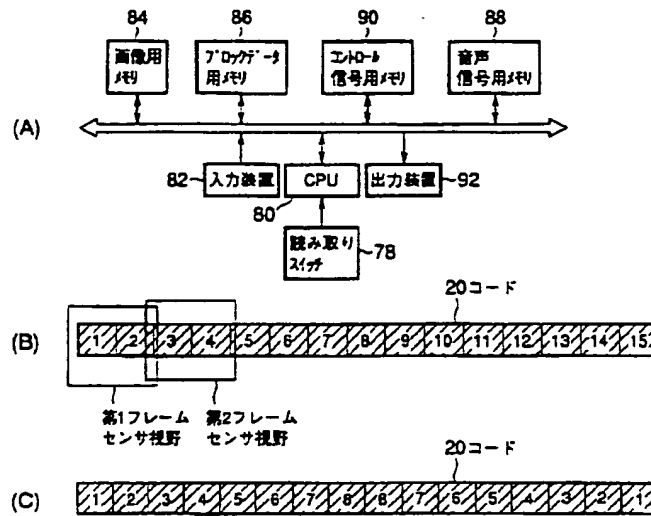 84
86
90
88
画像用
メモリ
ブロックデータ
用メモリ
コントロール
信号用メモリ
音声
信号用メモリ
(A)
82
入力装置
CPU
出力装置
92
80
読み取り
スイッチ
78
20コード
(B)
1 2 3 4 5 6 7 8 9 10 11 12 13 14 15
第1フレーム
センサ視野
第2フレーム
センサ視野
20コード
(C)
1 2 3 4 5 6 7 8 8 7 6 5 4 3 2 1